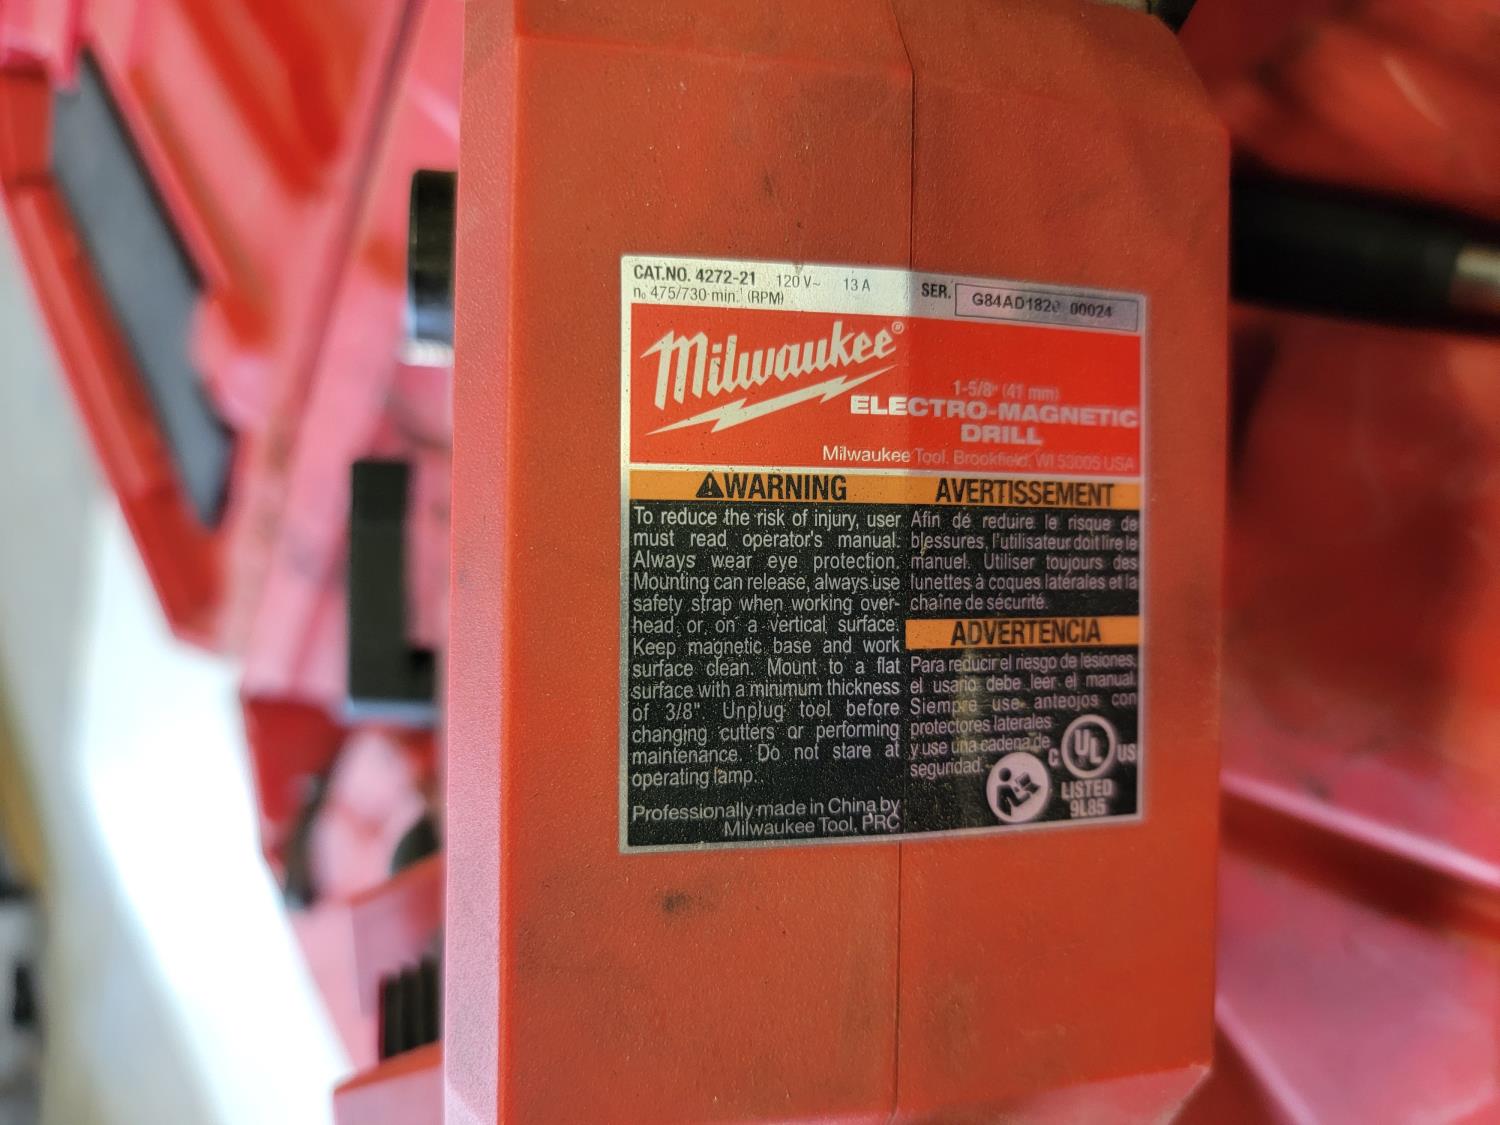 CAT.NO. 4272-21 120 V~ 13 A
n₀ 475/730 min.⁻¹ (RPM)
SER. G84AD182 00024
Milwaukee®
1-5/8" (41 mm)
ELECTRO-MAGNETIC
DRILL
Milwaukee Tool, Brookfield, WI 53005 USA
⚠WARNING
To reduce the risk of injury, user
must read operator's manual.
Always wear eye protection.
Mounting can release, always use
safety strap when working over-
head or on a vertical surface.
Keep magnetic base and work
surface clean. Mount to a flat
surface with a minimum thickness
of 3/8" Unplug tool before
changing cutters or performing
maintenance. Do not stare at
operating lamp.
Professionally made in China by
Milwaukee Tool, PRC
AVERTISSEMENT
Afin de réduire le risque de
blessures, l'utilisateur doit lire le
manuel. Utiliser toujours des
lunettes à coques latérales et la
chaîne de sécurité.
ADVERTENCIA
Para reducir el riesgo de lesiones,
el usario debe leer el manual.
Siempre use anteojos con
protectores laterales
y use una cadena de
seguridad.
C UL US
LISTED
9L85